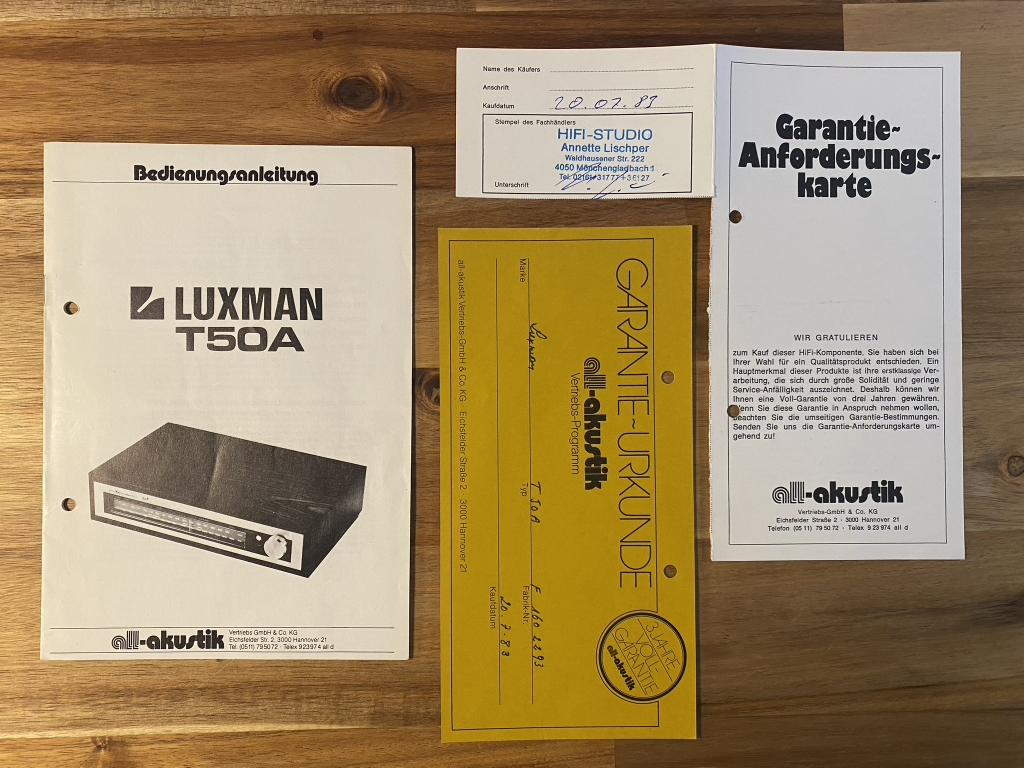 Bedienungsanleitung
LUXMAN
T50A
all-akustik
Vertriebs GmbH & Co. KG
Eichsfelder Str. 2, 3000 Hannover 21
Tel. (0511) 795072 · Telex 923974 all d
Name des Käufers
Anschrift
Kaufdatum 20.07.83
Stempel des Fachhändlers
HIFI-STUDIO
Annette Lischper
Waldhausener Str. 222
4050 Mönchengladbach 1
Tel. 02161-31777+36127
Unterschrift
GARANTIE~URKUNDE
all-akustik
Vertriebs-Programm
Marke Luxman
Typ T50A
Fabrik-Nr.
Kaufdatum 20.7.83
all-akustik Vertriebs-GmbH & Co. KG · Eichsfelder Straße 2 · 3000 Hannover 21
3 JAHRE
VOLL-
GARANTIE
all-akustik
Garantie~
Anforderungs~
karte
WIR GRATULIEREN
zum Kauf dieser HiFi-Komponente. Sie haben sich bei
Ihrer Wahl für ein Qualitätsprodukt entschieden. Ein
Hauptmerkmal dieser Produkte ist ihre erstklassige Ver-
arbeitung, die sich durch große Solidität und geringe
Service-Anfälligkeit auszeichnet. Deshalb können wir
Ihnen eine Voll-Garantie von drei Jahren gewähren.
Wenn Sie diese Garantie in Anspruch nehmen wollen,
beachten Sie die umseitigen Garantie-Bestimmungen.
Senden Sie uns die Garantie-Anforderungskarte um-
gehend zu!
all-akustik
Vertriebs-GmbH & Co. KG
Eichsfelder Straße 2 · 3000 Hannover 21
Telefon (05 11) 79 50 72 · Telex 9 23 974 all d